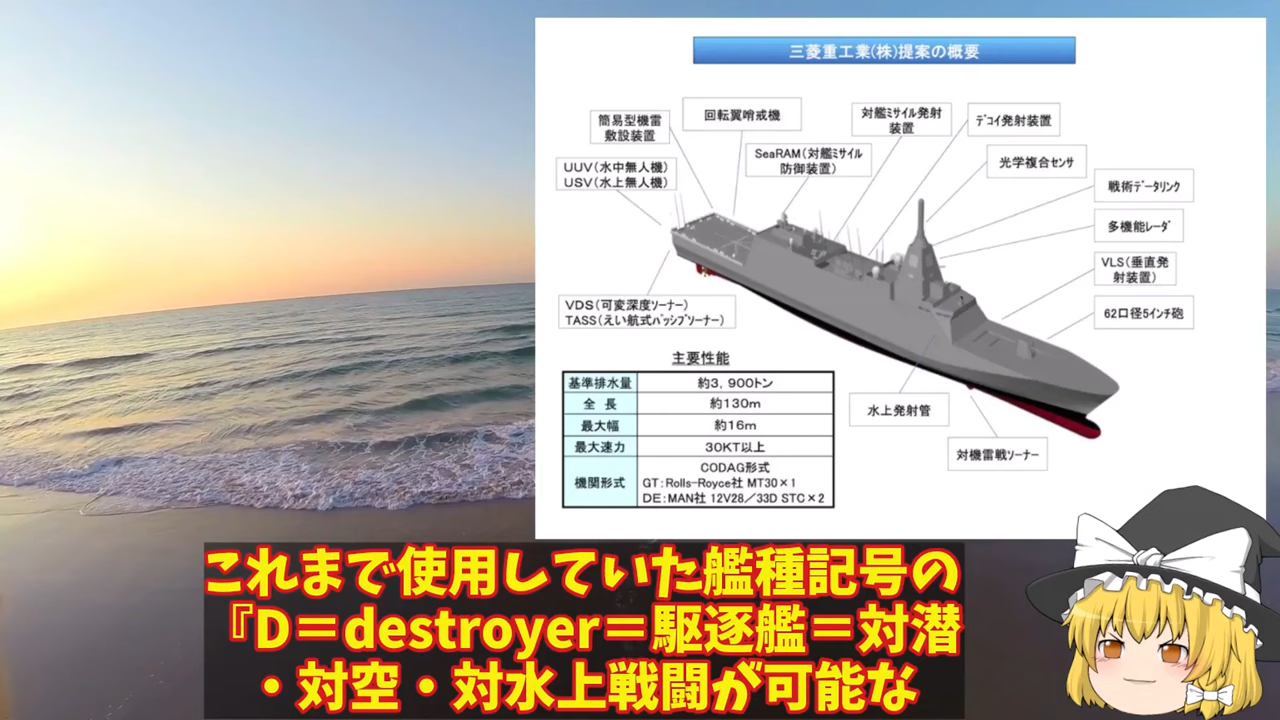 三菱重工業(株)提案の概要
簡易型機雷
敷設装置
回転翼哨戒機
対艦ミサイル発射
装置
デコイ発射装置
SeaRAM(対艦ミサイル
防御装置)
光学複合センサ
UUV(水中無人機)
USV(水上無人機)
戦術データリンク
多機能レーダ
VLS(垂直発
射装置)
62口径5インチ砲
VDS(可変深度ソーナー)
TASS(えい航式パッシブソーナー)
水上発射管
対機雷戦ソーナー
主要性能
基準排水量 約3,900トン
全 長 約130m
最大幅 約16m
最大速力 30KT以上
機関形式 CODAG形式
GT:Rolls-Royce社 MT30×1
DE:MAN社 12V28/33D STC×2
これまで使用していた艦種記号の
『D=destroyer=駆逐艦=対潜
・対空・対水上戦闘が可能な